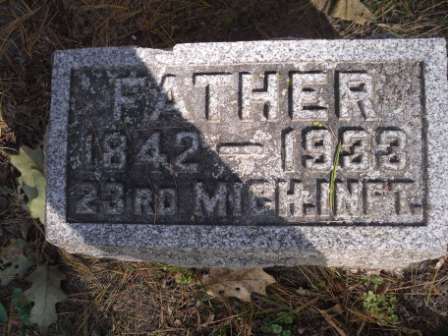 FATHER
1842 — 1933
23RD MICH. INFT.